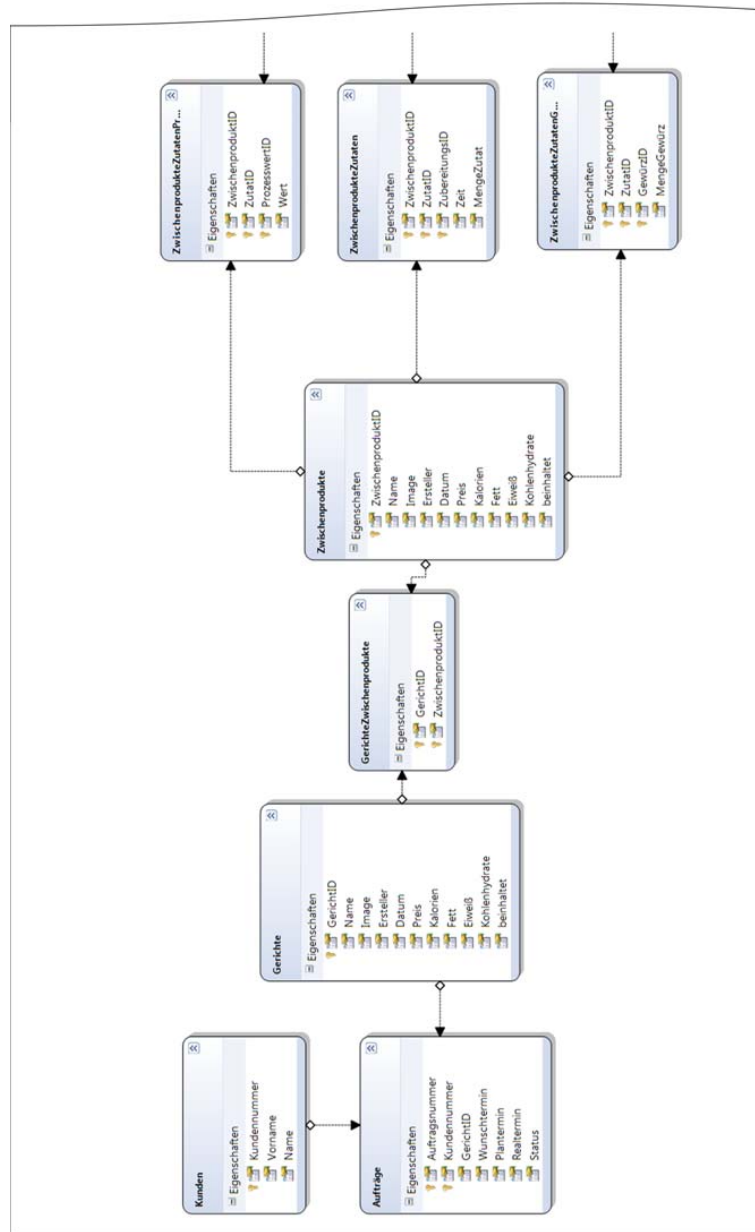 Kunden
Eigenschaften
Kundennummer
Vorname
Name
Aufträge
Eigenschaften
Auftragsnummer
Kundennummer
GerichtID
Wunschtermin
Plantermin
Realtermin
Status
Gerichte
Eigenschaften
GerichtID
Name
Image
Ersteller
Datum
Preis
Kalorien
Fett
Eiweiß
Kohlenhydrate
beinhaltet
GerichteZwischenprodukte
Eigenschaften
GerichtID
ZwischenproduktID
Zwischenprodukte
Eigenschaften
ZwischenproduktID
Name
Image
Ersteller
Datum
Preis
Kalorien
Fett
Eiweiß
Kohlenhydrate
beinhaltet
ZwischenprodukteZutatenPr...
Eigenschaften
ZwischenproduktID
ZutatID
ProzesswertID
Wert
ZwischenprodukteZutaten
Eigenschaften
ZwischenproduktID
ZutatID
ZubereitungsID
Zeit
MengeZutat
ZwischenprodukteZutatenG...
Eigenschaften
ZwischenproduktID
ZutatID
GewürzID
MengeGewürz